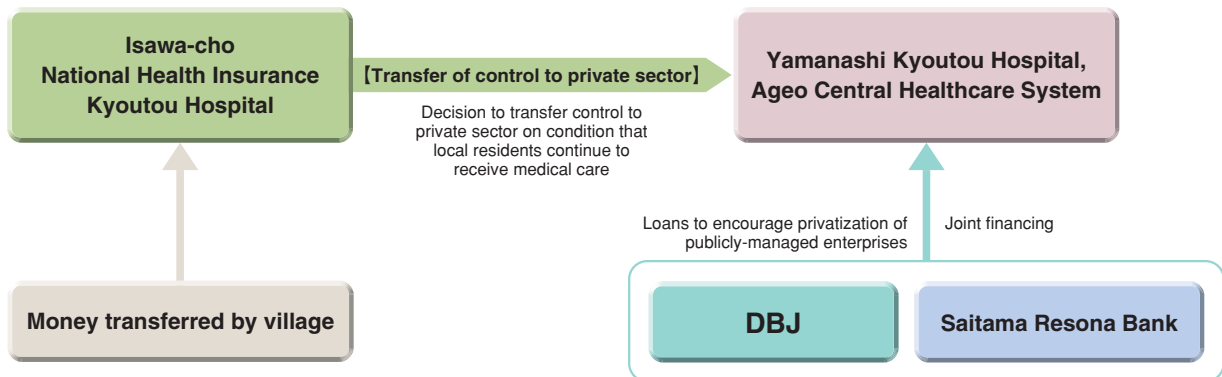 Isawa-cho
National Health Insurance
Kyoutou Hospital
【Transfer of control to private sector】
Decision to transfer control to
private sector on condition that
local residents continue to
receive medical care
Yamanashi Kyoutou Hospital,
Ageo Central Healthcare System
Loans to encourage privatization of
publicly-managed enterprises
Joint financing
Money transferred by village
DBJ
Saitama Resona Bank